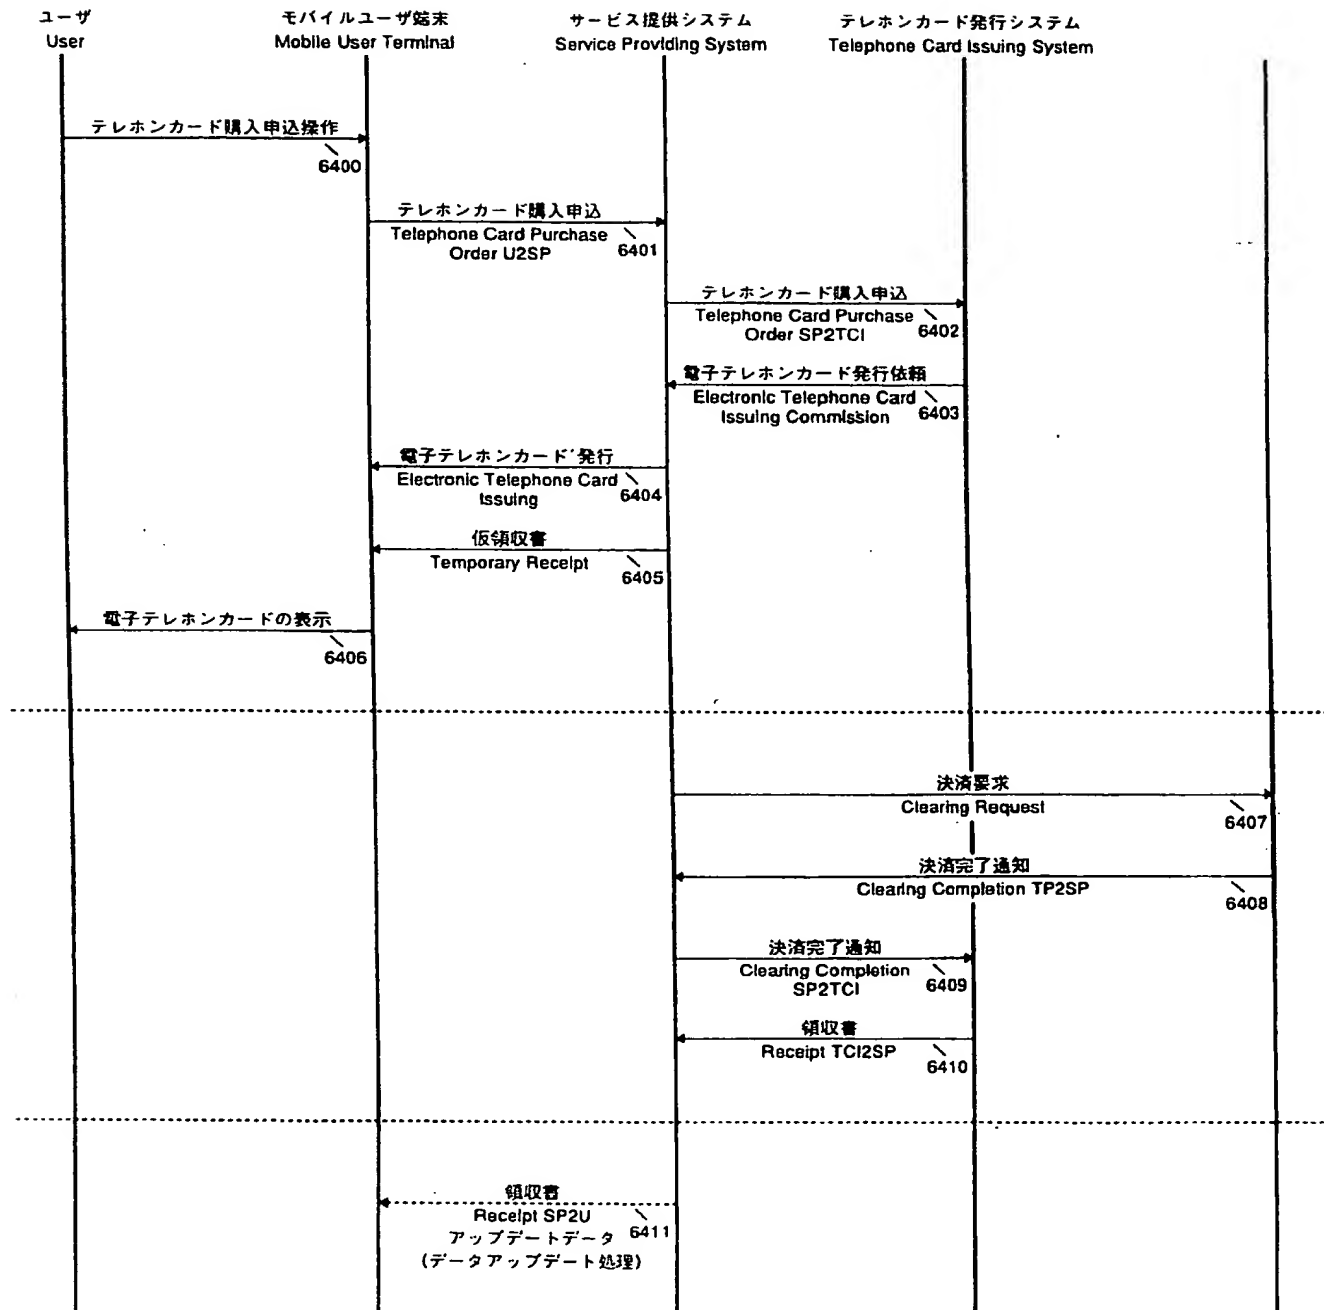 ユーザ
User
モバイルユーザ端末
Mobile User Terminal
サービス提供システム
Service Providing System
テレホンカード発行システム
Telephone Card Issuing System
テレホンカード購入申込操作
6400
テレホンカード購入申込
Telephone Card Purchase
Order U2SP
6401
テレホンカード購入申込
Telephone Card Purchase
Order SP2TCI
6402
電子テレホンカード発行依頼
Electronic Telephone Card
Issuing Commission
6403
電子テレホンカード発行
Electronic Telephone Card
Issuing
6404
仮領収書
Temporary Receipt
6405
電子テレホンカードの表示
6406
決済要求
Clearing Request
6407
決済完了通知
Clearing Completion TP2SP
6408
決済完了通知
Clearing Completion
SP2TCI
6409
領収書
Receipt TCI2SP
6410
領収書
Receipt SP2U
6411
アップデートデータ
(データアップデート処理)